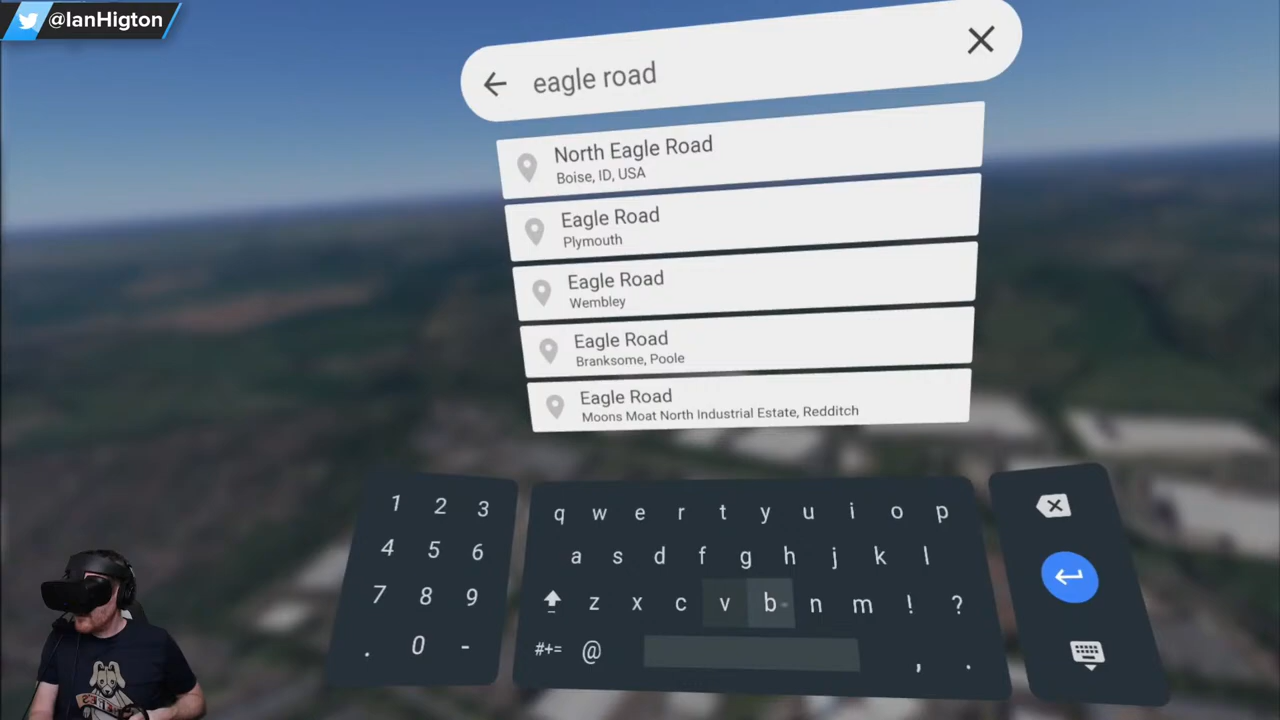 @IanHigton
eagle road
North Eagle Road
Boise, ID, USA
Eagle Road
Plymouth
Eagle Road
Wembley
Eagle Road
Branksome, Poole
Eagle Road
Moons Moat North Industrial Estate, Redditch
1 2 3 q w e r t y u i o p
4 5 6 a s d f g h j k l
7 8 9 z x c v b n m ! ?
. 0 - #+= @ , .